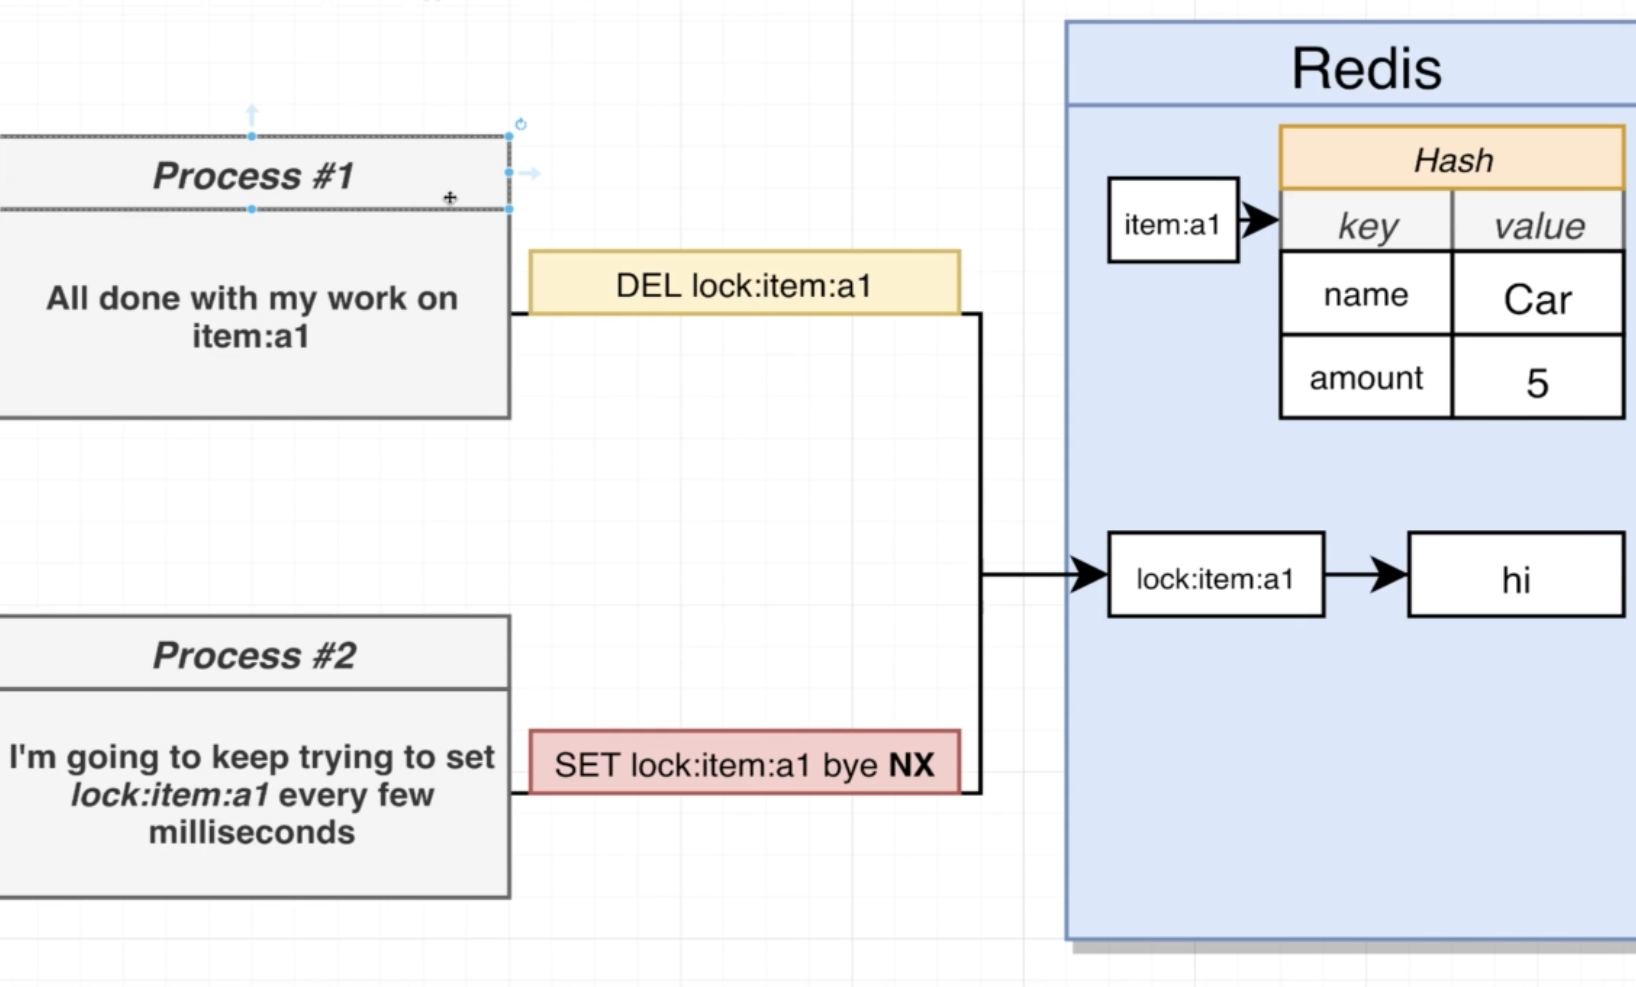 Process #1
All done with my work on
item:a1
DEL lock:item:a1
Process #2
I'm going to keep trying to set
lock:item:a1 every few
milliseconds
SET lock:item:a1 bye NX
Redis
item:a1
Hash
key value
name Car
amount 5
lock:item:a1
hi